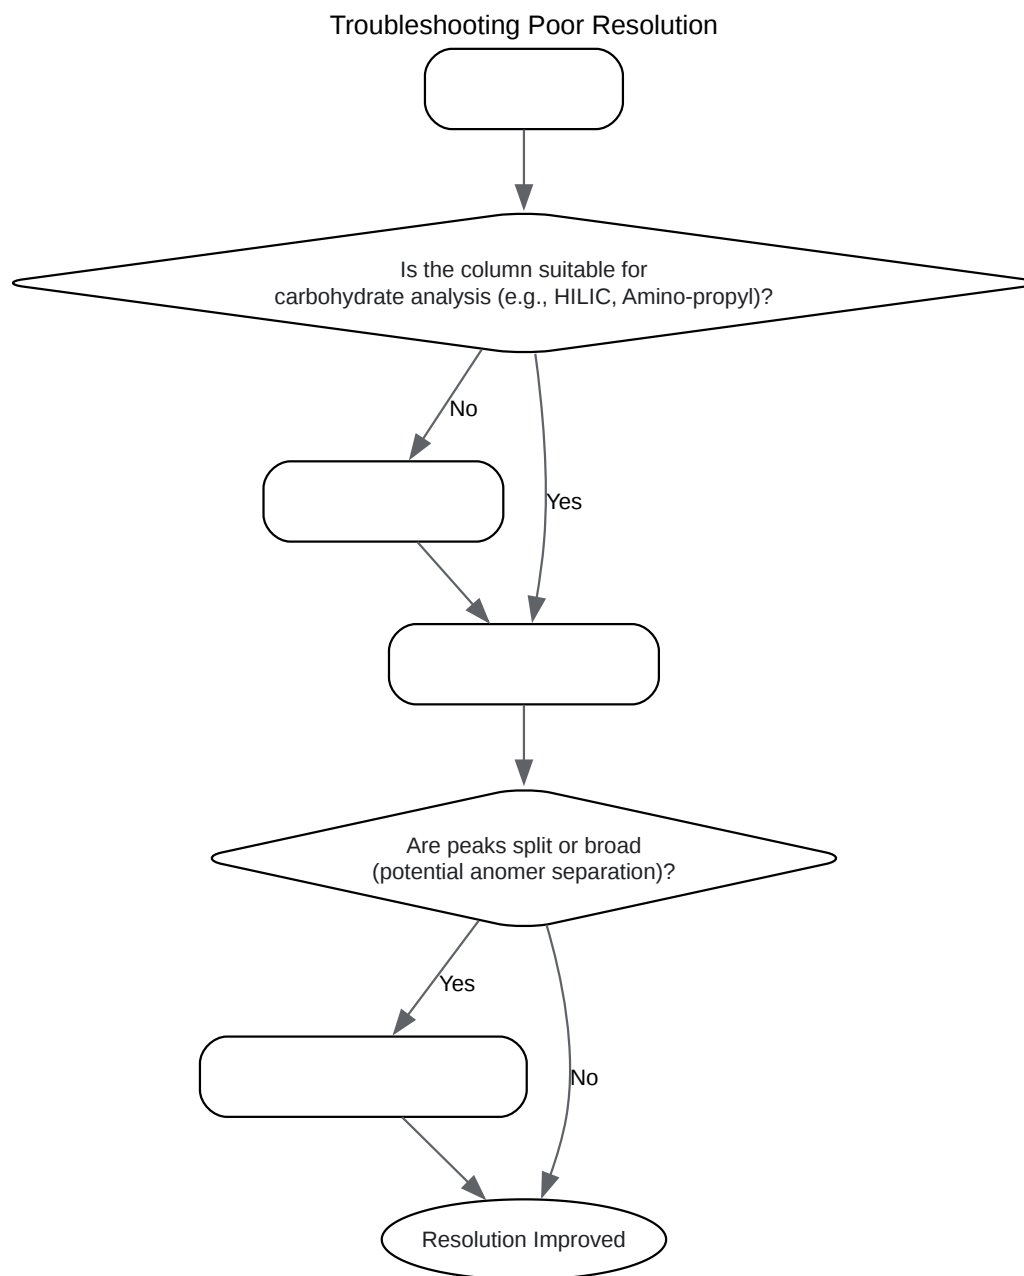 Troubleshooting Poor Resolution
Is the column suitable for
carbohydrate analysis (e.g., HILIC, Amino-propyl)?
No
Yes
Are peaks split or broad
(potential anomer separation)?
Yes
No
Resolution Improved